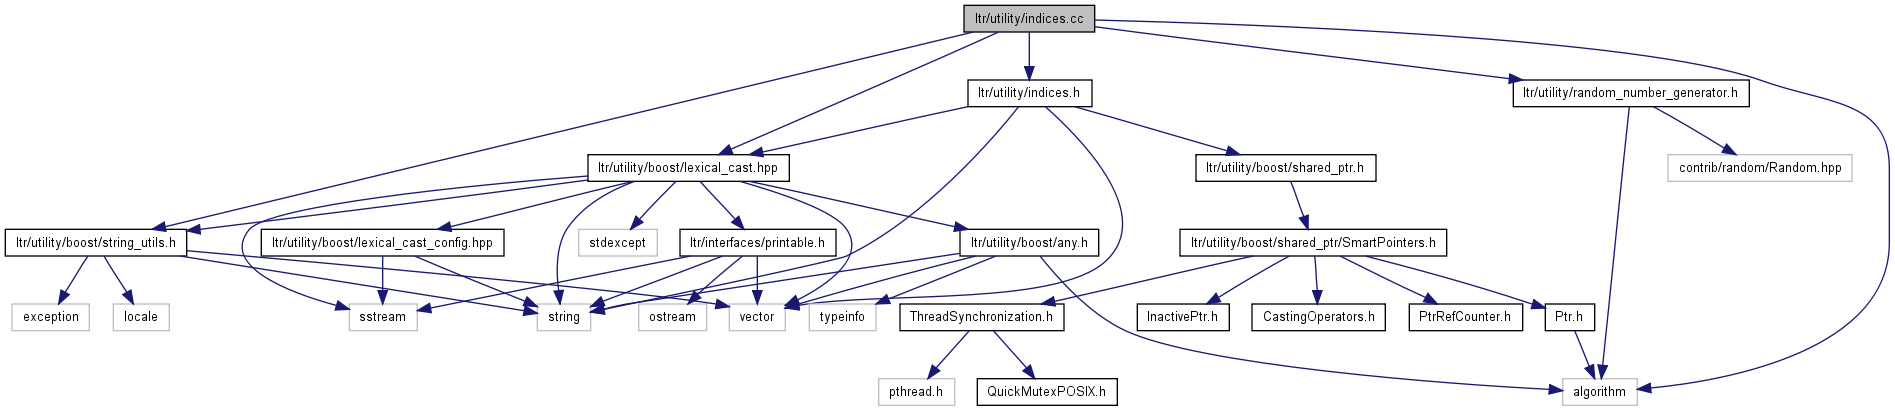 ltr/utility/indices.cc
ltr/utility/indices.h
ltr/utility/random_number_generator.h
ltr/utility/boost/lexical_cast.hpp
ltr/utility/boost/shared_ptr.h
contrib/random/Random.hpp
ltr/utility/boost/string_utils.h
ltr/utility/boost/lexical_cast_config.hpp
stdexcept
ltr/interfaces/printable.h
ltr/utility/boost/any.h
ltr/utility/boost/shared_ptr/SmartPointers.h
exception
locale
sstream
string
ostream
vector
typeinfo
ThreadSynchronization.h
InactivePtr.h
CastingOperators.h
PtrRefCounter.h
Ptr.h
pthread.h
QuickMutexPOSIX.h
algorithm